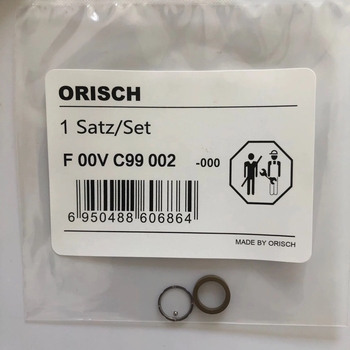 ORISCH
1 Satz/Set
F 00V C99 002 -000
6 950488 606864
MADE BY ORISCH